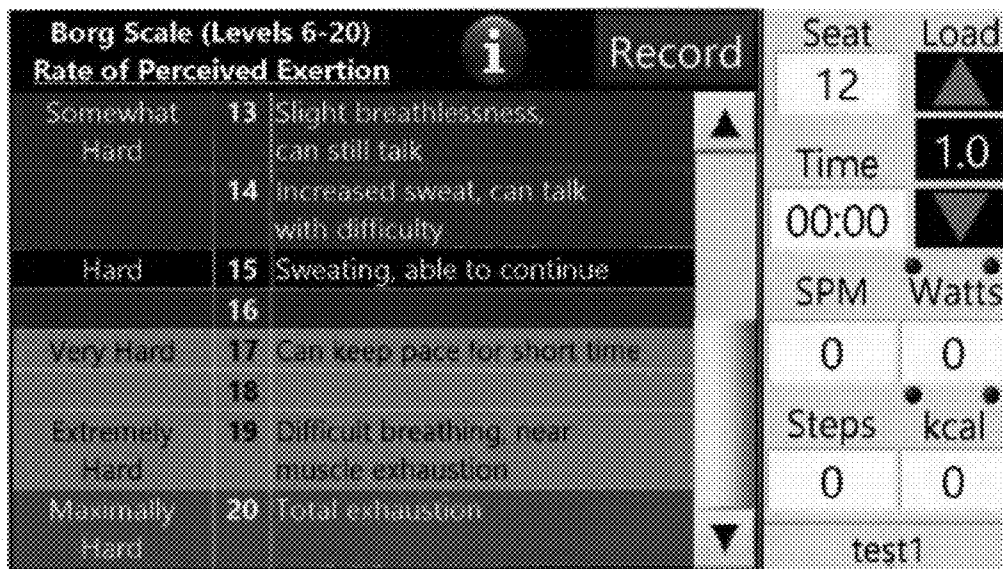 Borg Scale (Levels 6-20)
Rate of Perceived Exertion
i
Record
Somewhat Hard
13
Slight breathlessness,
can still talk
14
Increased sweat, can talk
with difficulty
Hard
15
Sweating, able to continue
16
Very Hard
17
Can keep pace for short time
18
Extremely Hard
19
Difficult breathing, near
muscle exhaustion
Maximally Hard
20
Total exhaustion
Seat
12
Load
1.0
Time
00:00
SPM
0
Watts
0
Steps
0
kcal
0
test1